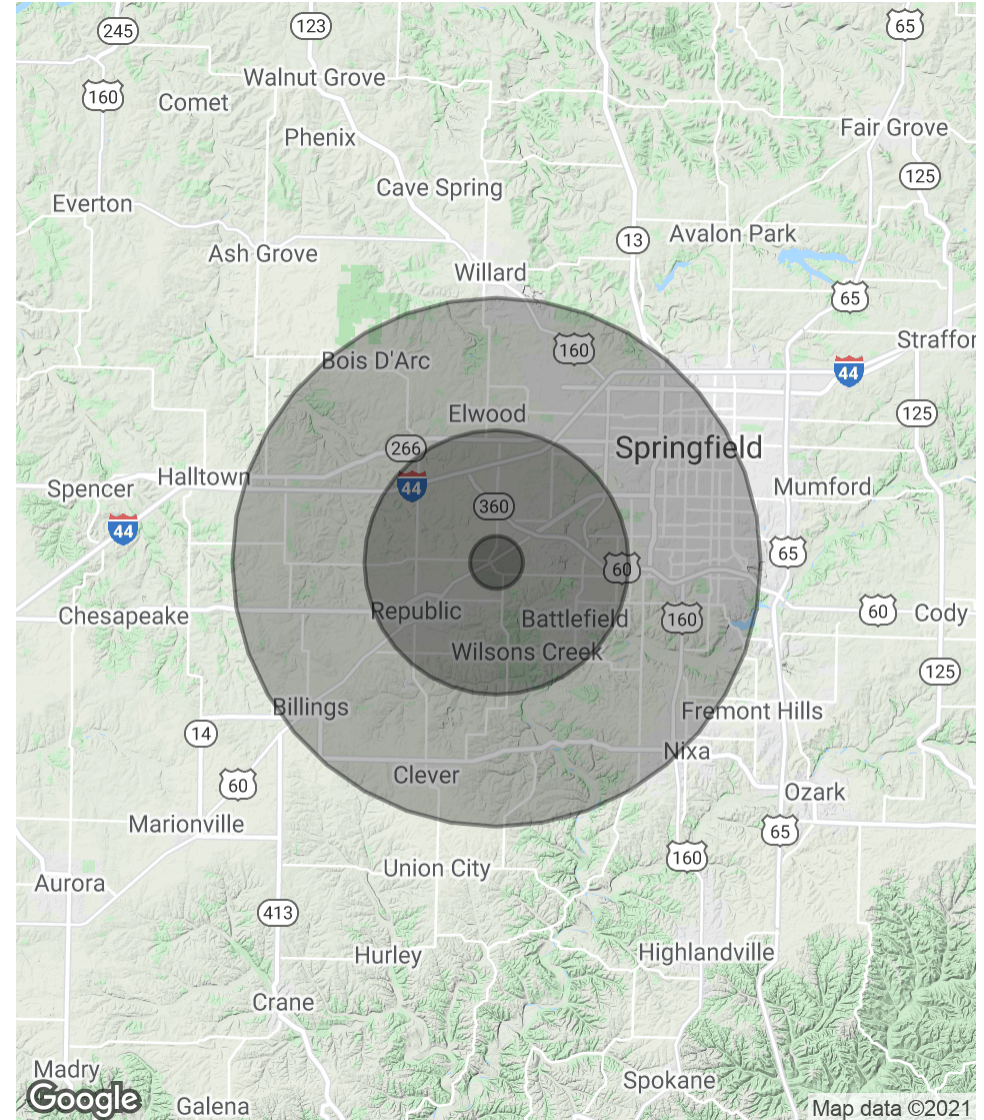 245
123
65
Walnut Grove
160
Comet
Fair Grove
Phenix
125
Cave Spring
Everton
Avalon Park
13
Ash Grove
Willard
65
Straffor
160
Bois D'Arc
44
Elwood
125
266
Springfield
Halltown
44
Spencer
Mumford
360
44
65
60
Republic
Battlefield
160
60
Cody
Chesapeake
Wilsons Creek
125
Billings
Fremont Hills
14
Nixa
Clever
60
Ozark
Marionville
65
160
Union City
Aurora
413
Hurley
Highlandville
Crane
Madry
Spokane
Google
Galena
Map data ©2021